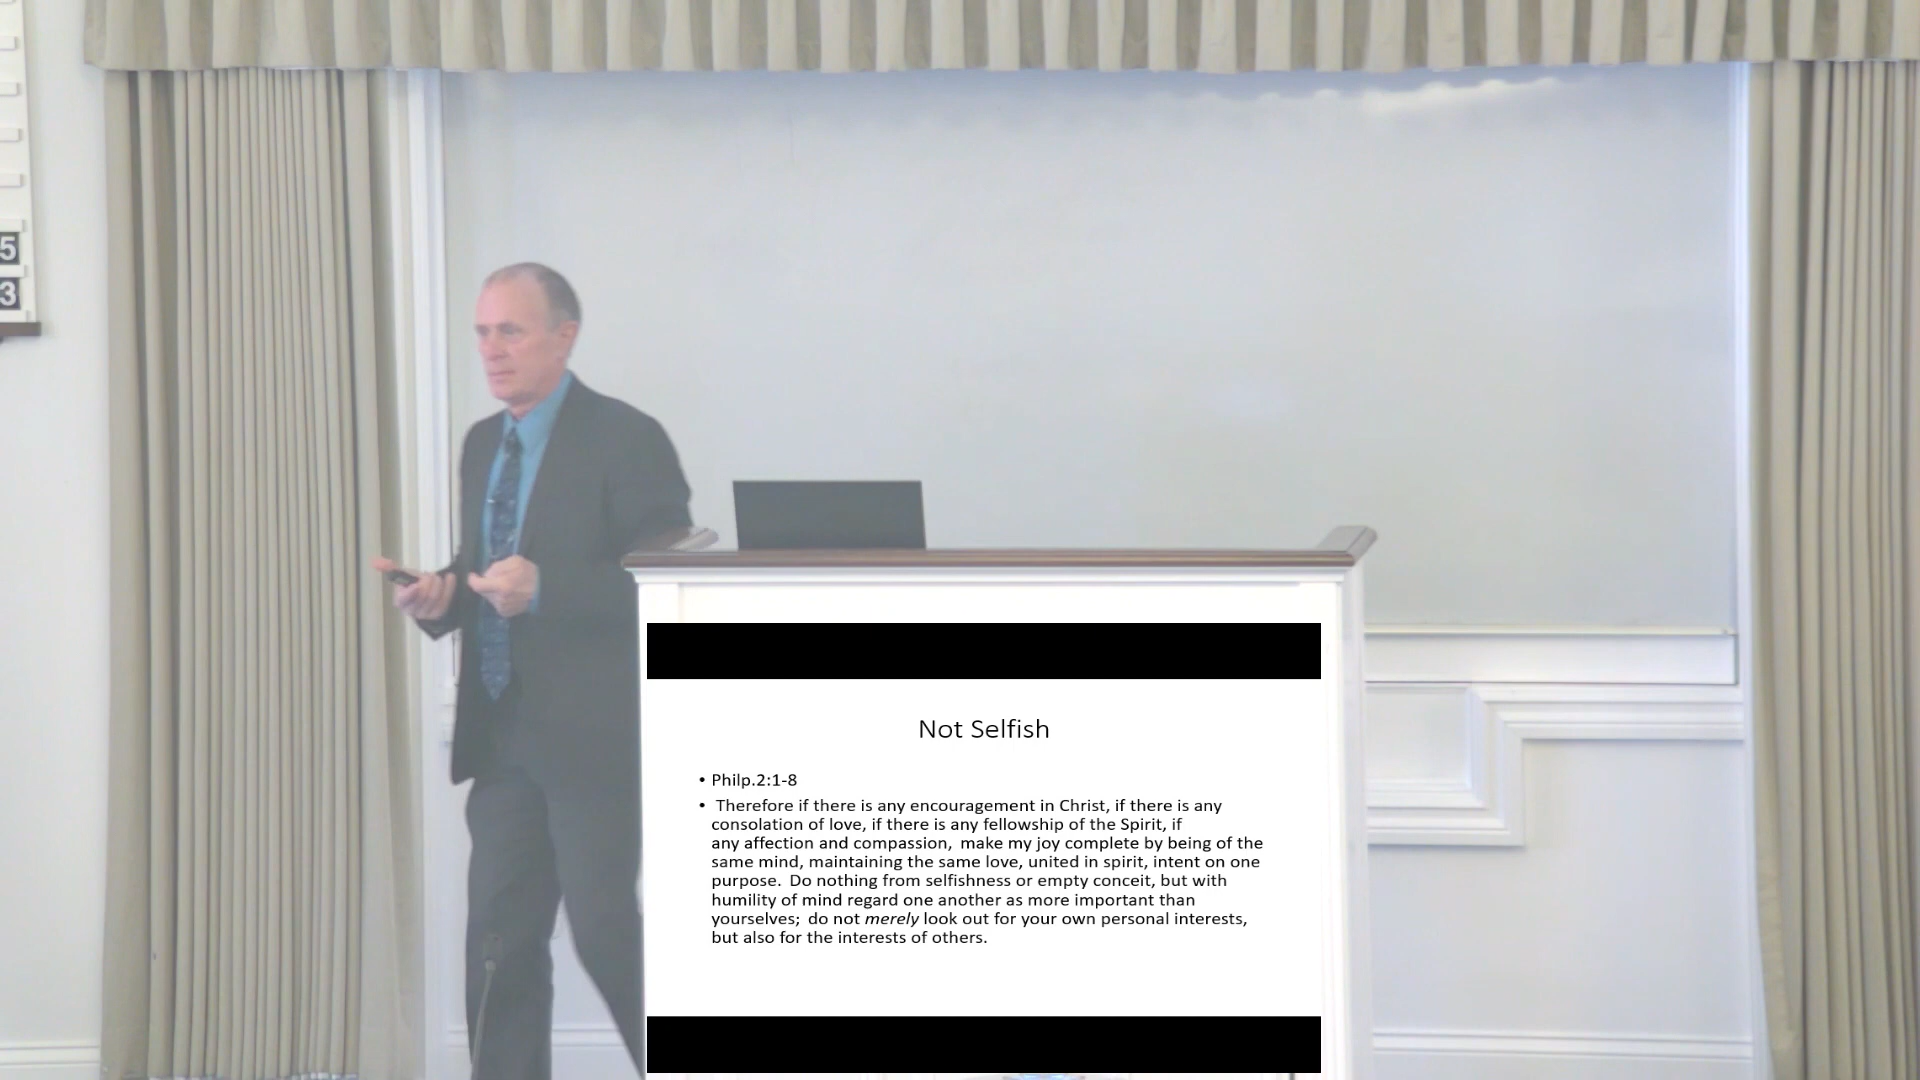 5
3
Not Selfish
• Philp.2:1-8
• Therefore if there is any encouragement in Christ, if there is any
consolation of love, if there is any fellowship of the Spirit, if
any affection and compassion, make my joy complete by being of the
same mind, maintaining the same love, united in spirit, intent on one
purpose. Do nothing from selfishness or empty conceit, but with
humility of mind regard one another as more important than
yourselves; do not merely look out for your own personal interests,
but also for the interests of others.